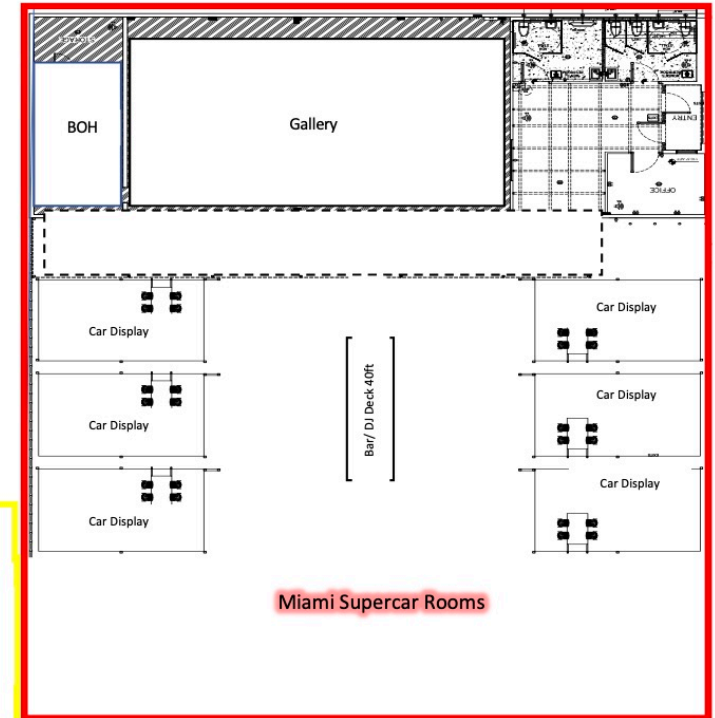 STORAGE
BOH
Gallery
ENTRY
OFFICE
Car Display
Car Display
Car Display
Car Display
Car Display
Car Display
Bar/ DJ Deck 40ft
Miami Supercar Rooms